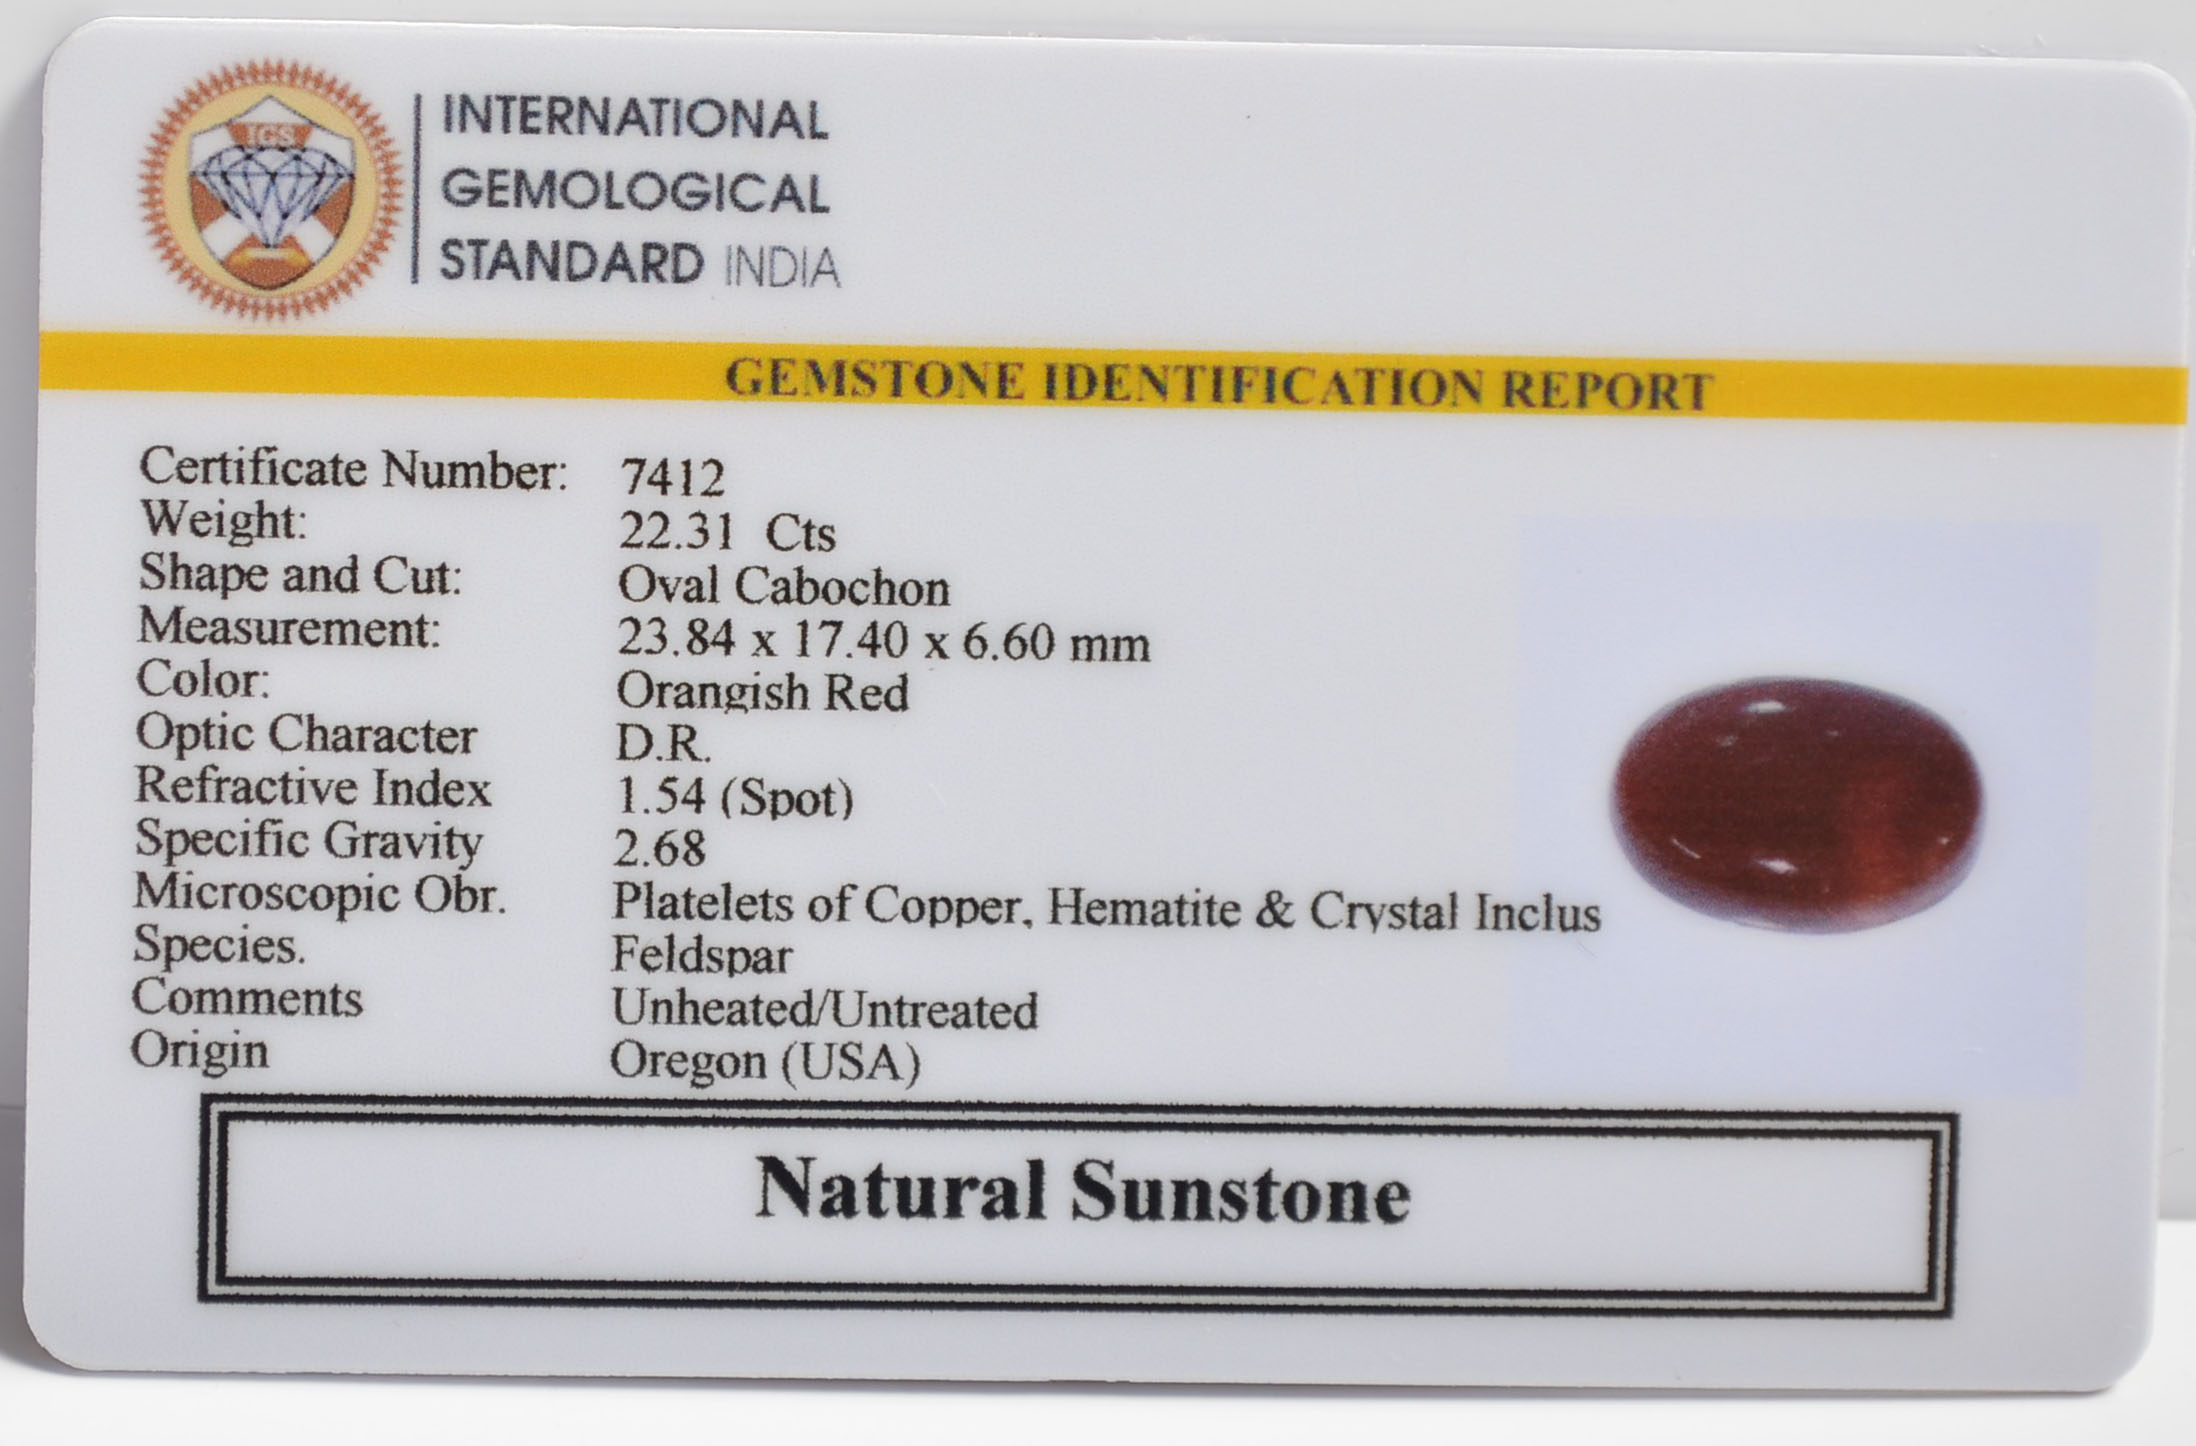 IGS
INTERNATIONAL
GEMOLOGICAL
STANDARD INDIA
GEMSTONE IDENTIFICATION REPORT
Certificate Number: 7412
Weight: 22.31 Cts
Shape and Cut: Oval Cabochon
Measurement: 23.84 x 17.40 x 6.60 mm
Color: Orangish Red
Optic Character D.R.
Refractive Index 1.54 (Spot)
Specific Gravity 2.68
Microscopic Obr. Platelets of Copper, Hematite & Crystal Inclus
Species. Feldspar
Comments Unheated/Untreated
Origin Oregon (USA)
Natural Sunstone